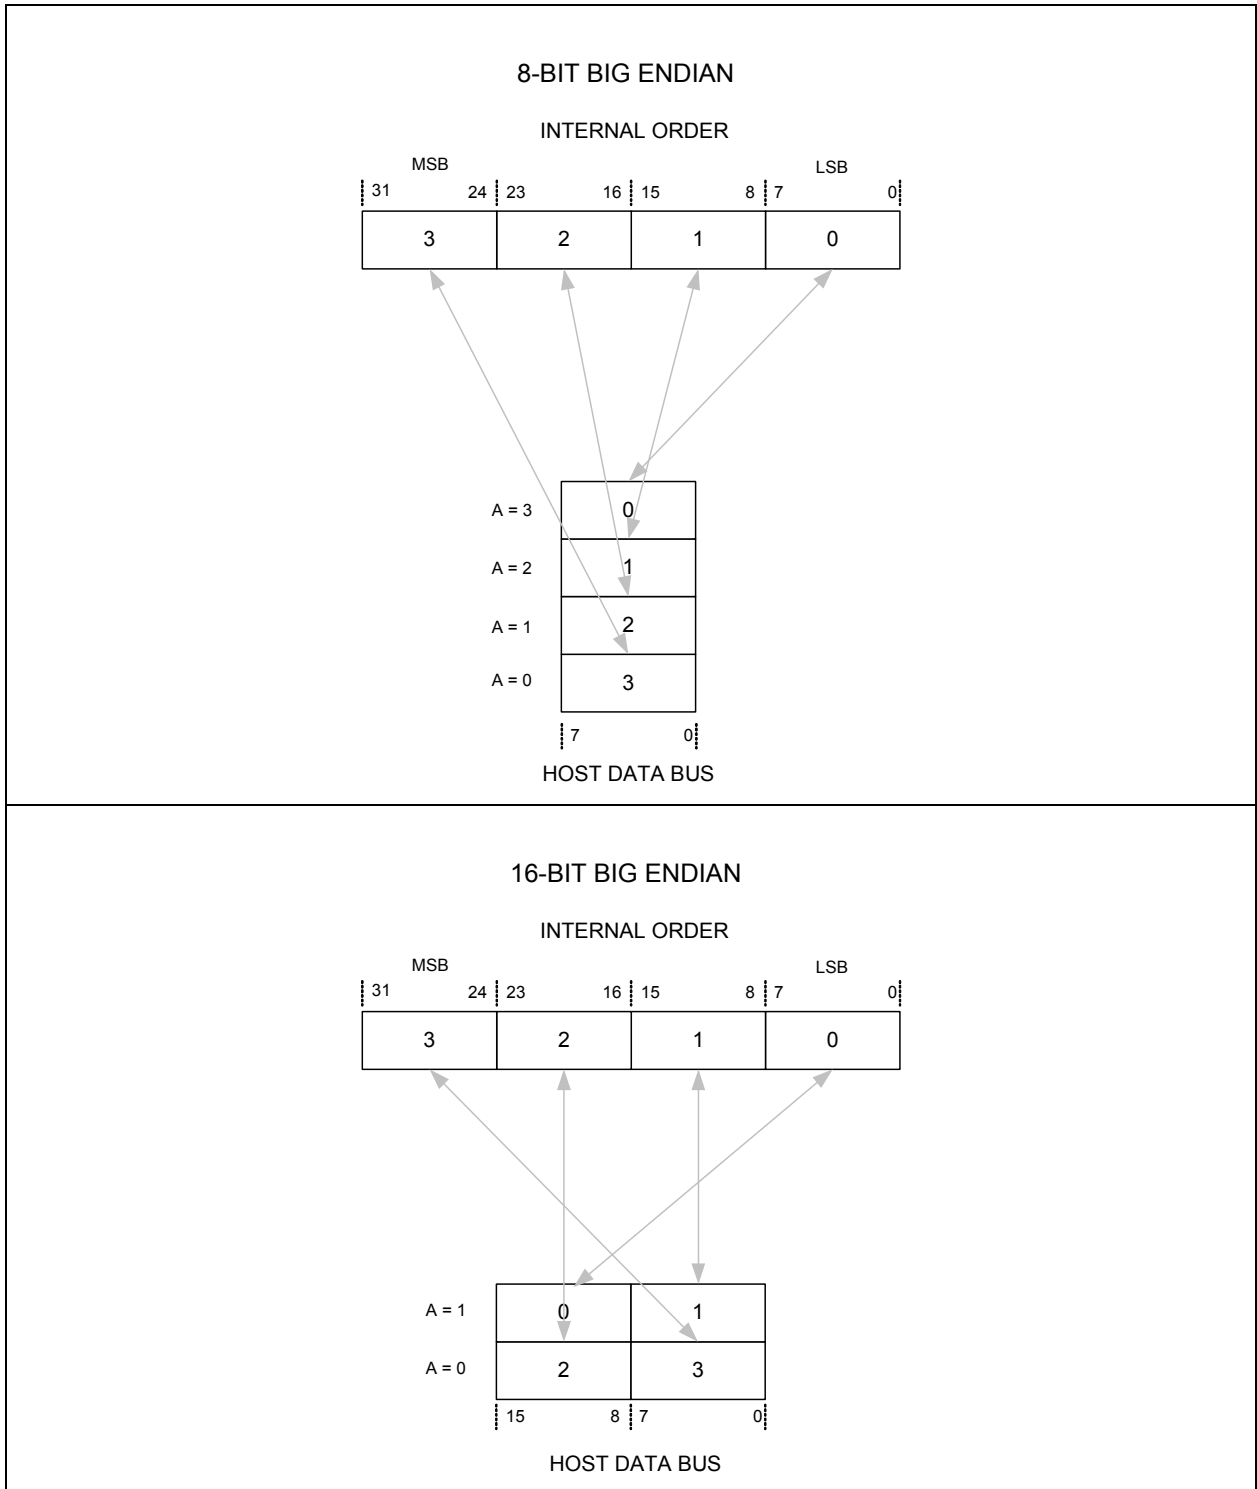 8-BIT BIG ENDIAN
INTERNAL ORDER
MSB LSB
31 24 23 16 15 8 7 0
3 2 1 0
A = 3 0
A = 2 1
A = 1 2
A = 0 3
7 0
HOST DATA BUS
16-BIT BIG ENDIAN
INTERNAL ORDER
MSB LSB
31 24 23 16 15 8 7 0
3 2 1 0
A = 1 0 1
A = 0 2 3
15 8 7 0
HOST DATA BUS